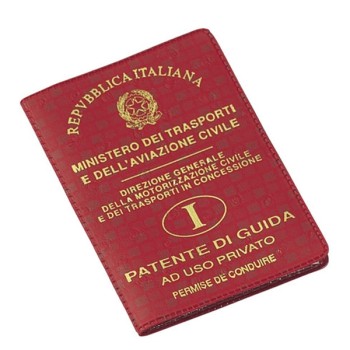 REPVBBLICA ITALIANA
MINISTERO DEI TRASPORTI
E DELL'AVIAZIONE CIVILE
DIREZIONE GENERALE
DELLA MOTORIZZAZIONE CIVILE
E DEI TRASPORTI IN CONCESSIONE
I
PATENTE DI GUIDA
AD USO PRIVATO
PERMISE DE CONDUIRE